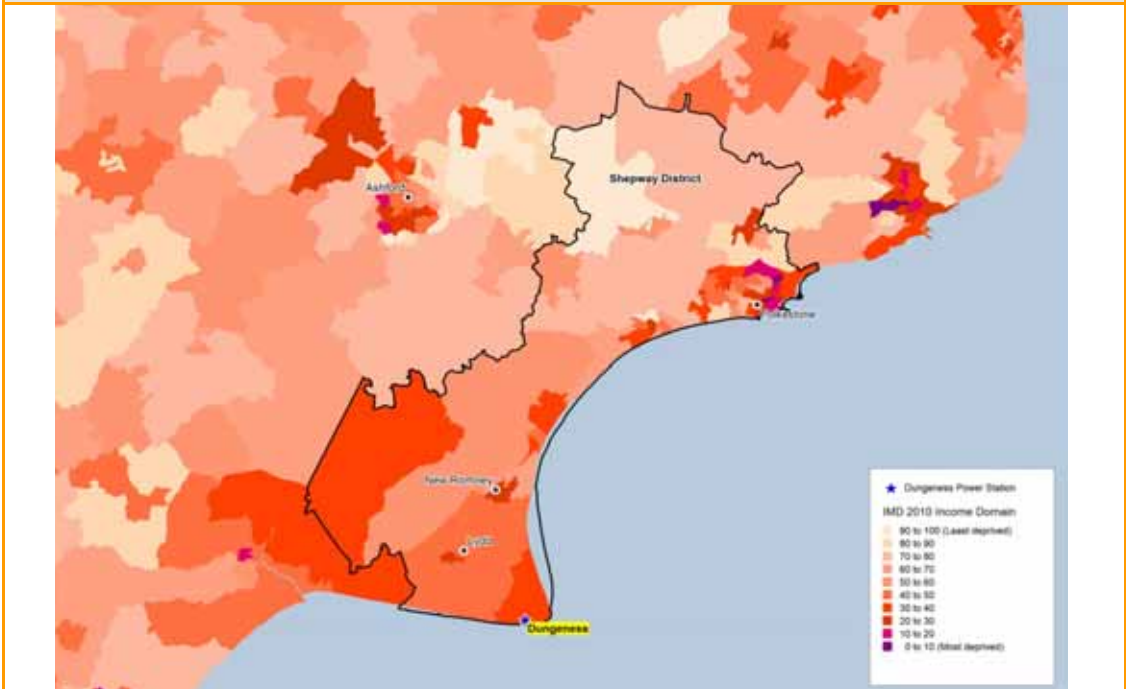 Shepway District
Ashford
Folkestone
New Romney
Lydd
Dungeness
Dungeness Power Station
IMD 2010 Income Domain
90 to 100 (Least deprived)
80 to 90
70 to 80
60 to 70
50 to 60
40 to 50
30 to 40
20 to 30
10 to 20
0 to 10 (Most deprived)